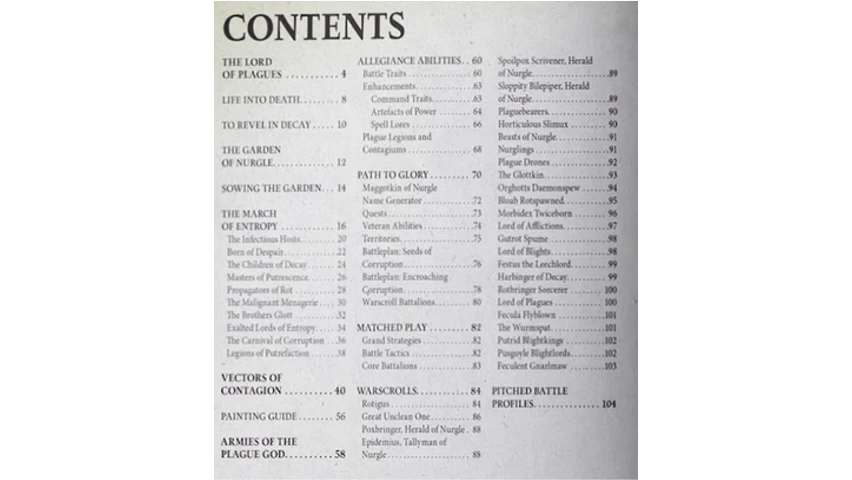 CONTENTS
THE LORD
OF PLAGUES ........... 4
LIFE INTO DEATH ........ 8
TO REVEL IN DECAY ..... 10
THE GARDEN
OF NURGLE .............. 12
SOWING THE GARDEN ... 14
THE MARCH
OF ENTROPY ............ 16
The Infectious Hosts ......... 20
Born of Despair .............. 22
The Children of Decay ....... 24
Masters of Putrescence ....... 26
Propagators of Rot .......... 28
The Malignant Menagerie .... 30
The Brothers Glott ........... 32
Exalted Lords of Entropy ..... 34
The Carnival of Corruption .. 36
Legions of Putrefaction ....... 38
VECTORS OF
CONTAGION .......... 40
PAINTING GUIDE ........ 56
ARMIES OF THE
PLAGUE GOD .......... 58
ALLEGIANCE ABILITIES .. 60
Battle Traits ................. 60
Enhancements ............... 63
Command Traits ........... 63
Artefacts of Power ......... 64
Spell Lores ................ 66
Plague Legions and
Contagiums ................ 68
PATH TO GLORY ......... 70
Maggotkin of Nurgle
Name Generator ............. 72
Quests ...................... 73
Veteran Abilities ............. 74
Territories ................... 75
Battleplan: Seeds of
Corruption .................. 76
Battleplan: Encroaching
Corruption .................. 78
Warscroll Battalions .......... 80
MATCHED PLAY .......... 82
Grand Strategies ............. 82
Battle Tactics ................ 82
Core Battalions .............. 83
WARSCROLLS ............ 84
Rotigus ..................... 84
Great Unclean One ........... 86
Poxbringer, Herald of Nurgle . 88
Epidemius, Tallyman of
Nurgle ...................... 88
Spoilpox Scrivener, Herald
of Nurgle .................... 89
Sloppity Bilepiper, Herald
of Nurgle .................... 89
Plaguebearers ................ 90
Horticulous Slimux .......... 90
Beasts of Nurgle .............. 91
Nurglings ................... 91
Plague Drones ............... 92
The Glottkin ................. 93
Orghotts Daemonspew ....... 94
Bloab Rotspawned ........... 95
Morbidex Twiceborn ......... 96
Lord of Afflictions ............ 97
Gutrot Spume ............... 98
Lord of Blights ............... 98
Festus the Leechlord .......... 99
Harbinger of Decay ........... 99
Rotbringer Sorcerer ......... 100
Lord of Plagues ............. 100
Fecula Flyblown ............ 101
The Wurmspat .............. 101
Putrid Blightkings ........... 102
Pusgoyle Blightlords ......... 102
Feculent Gnarlmaw ......... 103
PITCHED BATTLE
PROFILES .............. 104